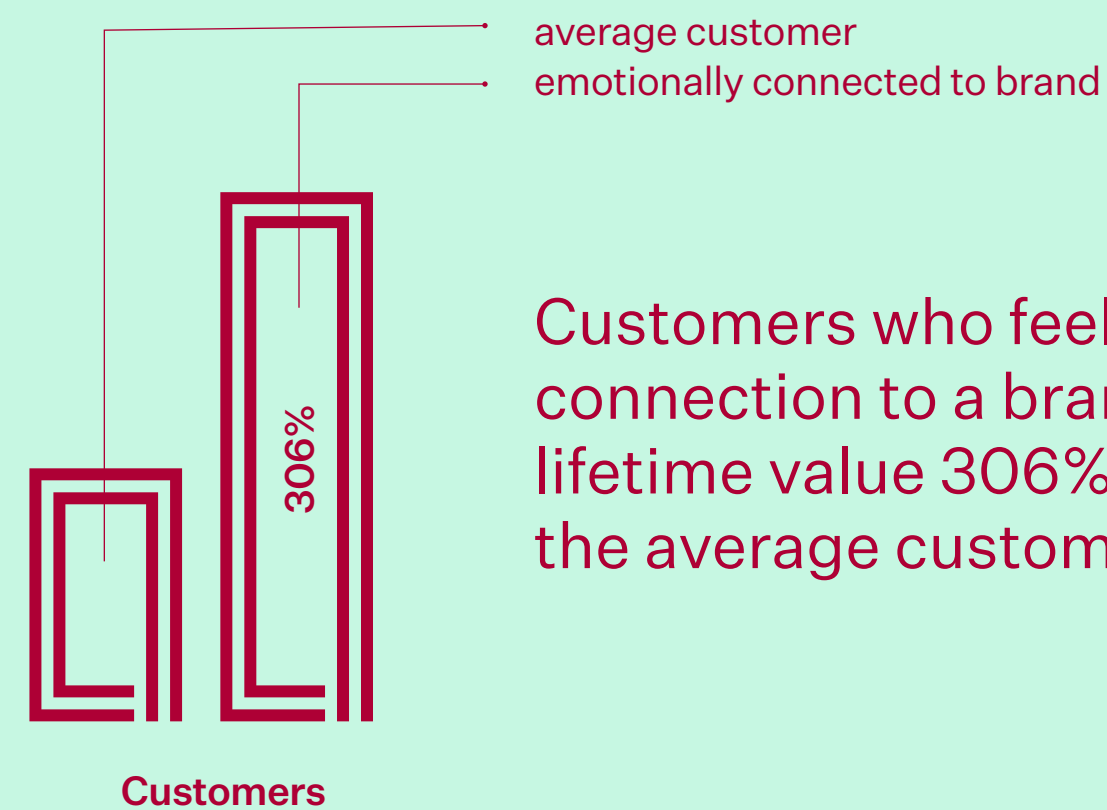 average customer
emotionally connected to brand
306%
Customers who feel
connection to a bra
lifetime value 306%
the average custom
Customers